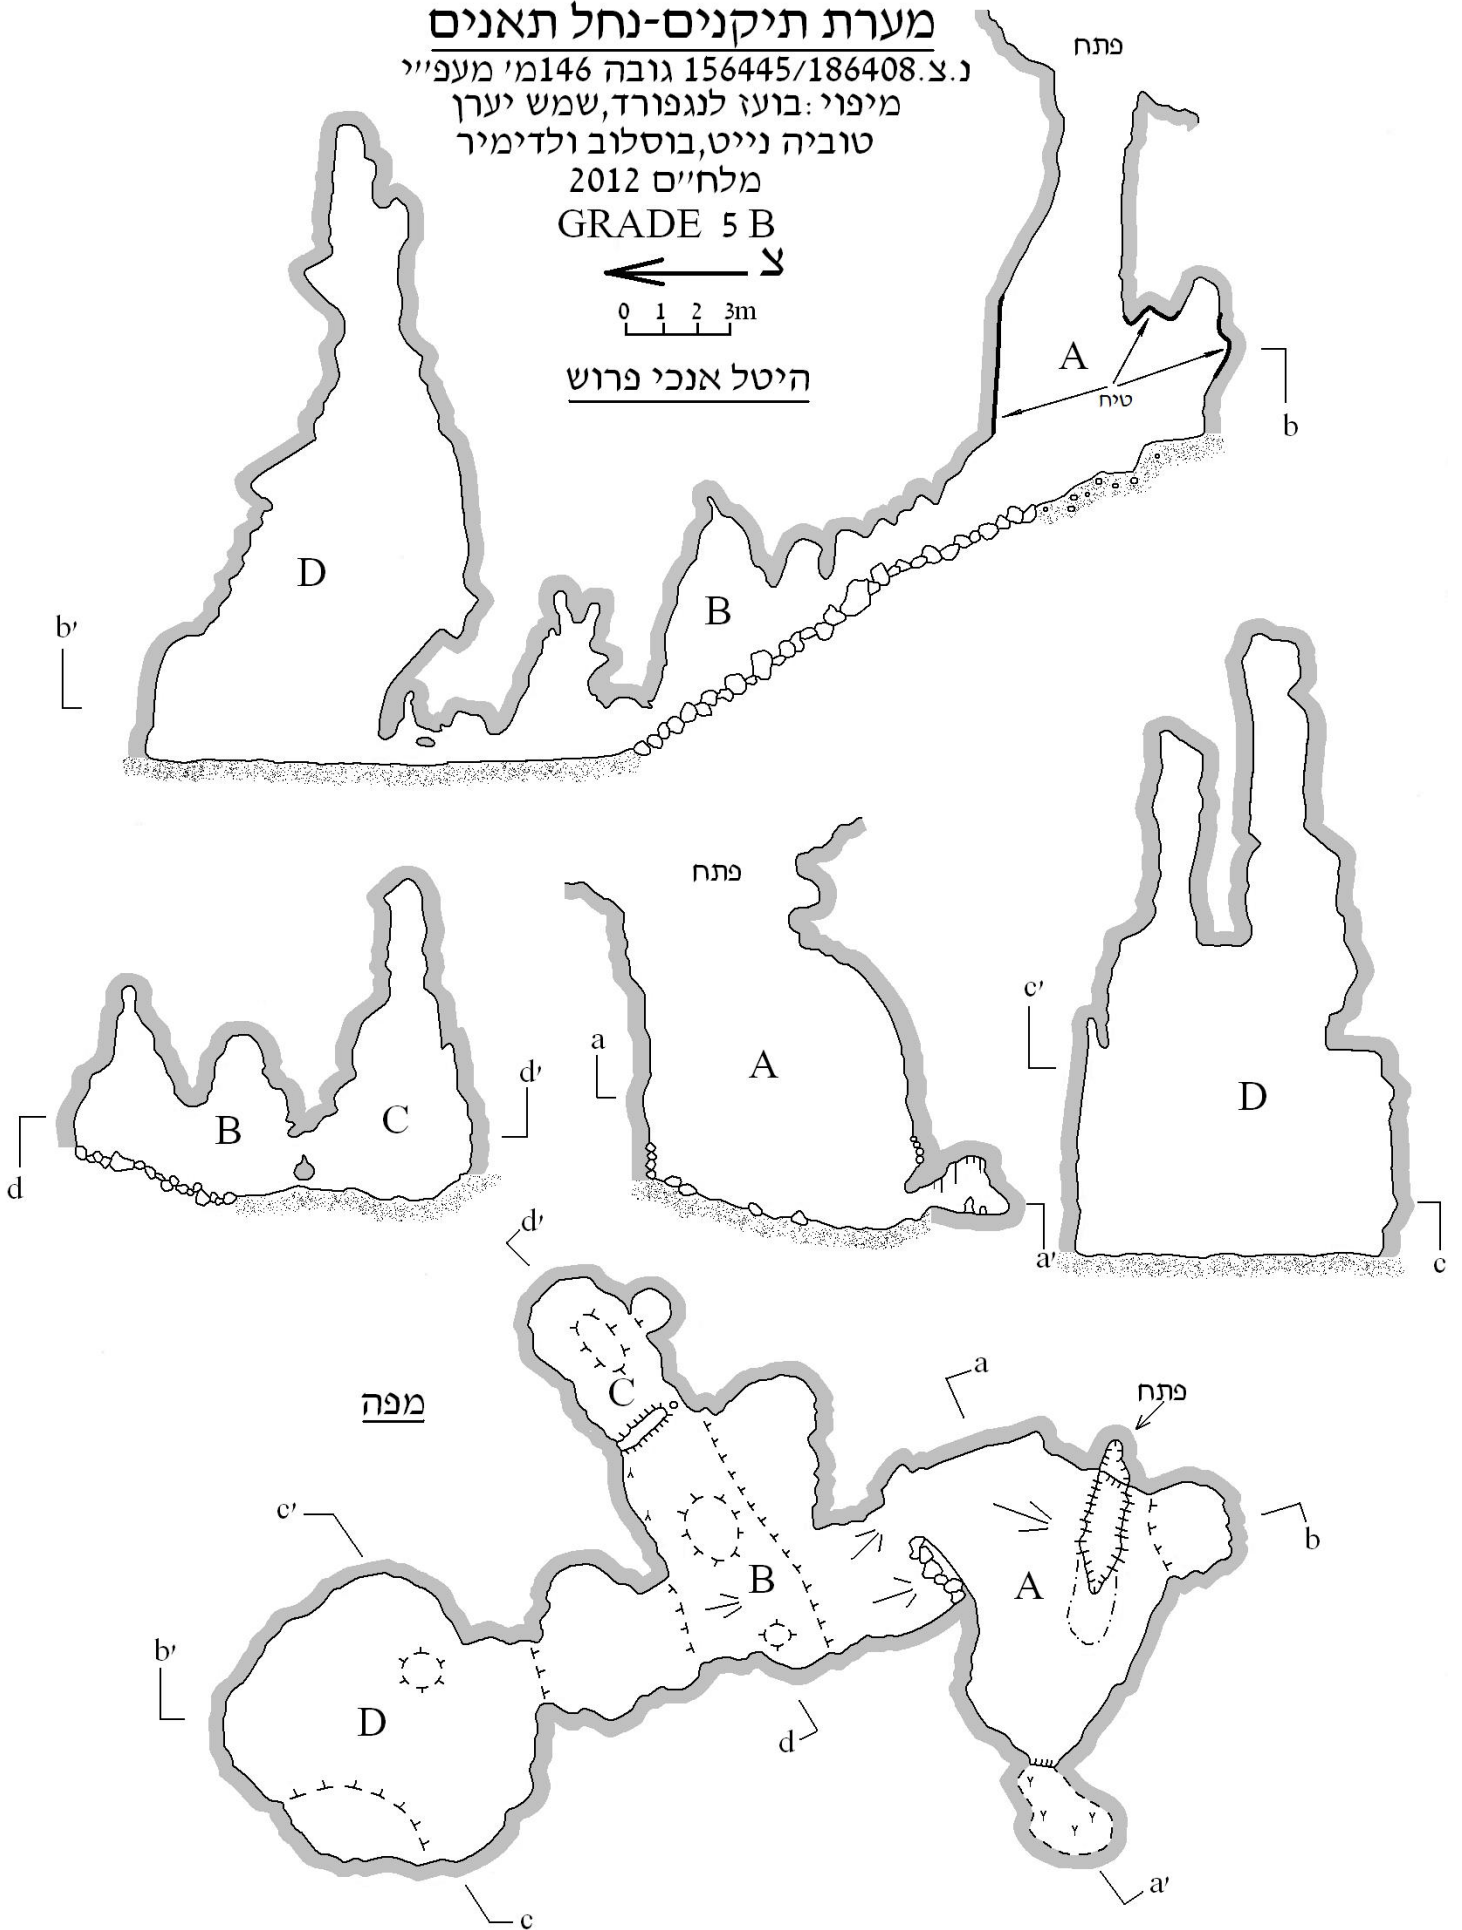 מערת תיקנים-נחל תאנים
נ.צ.156445/186408 גובה 146מ' מעפ''י
מיפוי: בועז לנגפורד,שמש יערן
טוביה נייט,בוסלוב ולדימיר
מלח''ם 2012
GRADE 5 B
צ
0 1 2 3m
היטל אנכי פרוש
פתח
A
טיח
b
D
B
b'
פתח
B
C
d
d'
a
A
a'
c'
D
c
d'
מפה
C
a
פתח
c'
b
B
A
b'
D
d
a'
c